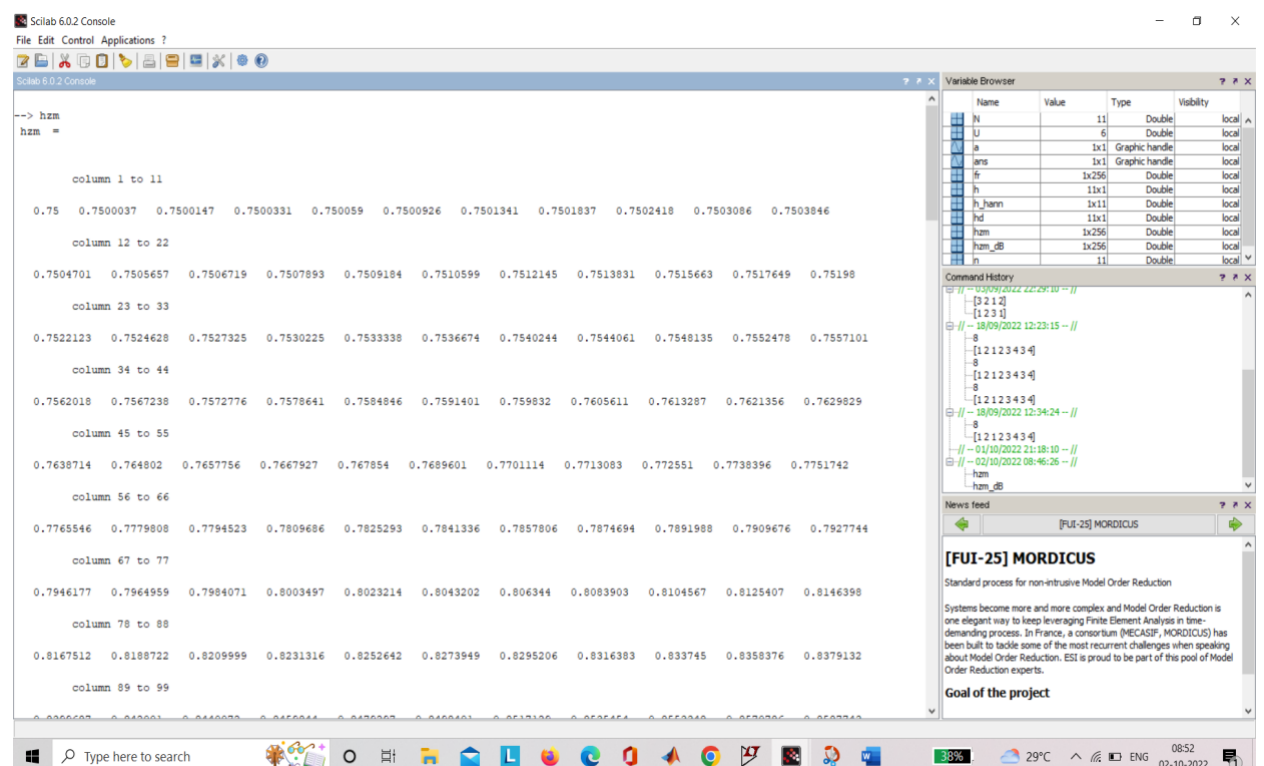 Scilab 6.0.2 Console
File Edit Control Applications ?
Scilab 6.0.2 Console
--> hzm
hzm =
column 1 to 11
0.75 0.7500037 0.7500147 0.7500331 0.750059 0.7500926 0.7501341 0.7501837 0.7502418 0.7503086 0.7503846
column 12 to 22
0.7504701 0.7505657 0.7506719 0.7507893 0.7509184 0.7510599 0.7512145 0.7513831 0.7515663 0.7517649 0.75198
column 23 to 33
0.7522123 0.7524628 0.7527325 0.7530225 0.7533338 0.7536674 0.7540244 0.7544061 0.7548135 0.7552478 0.7557101
column 34 to 44
0.7562018 0.7567238 0.7572776 0.7578641 0.7584846 0.7591401 0.759832 0.7605611 0.7613287 0.7621356 0.7629829
column 45 to 55
0.7638714 0.764802 0.7657756 0.7667927 0.767854 0.7689601 0.7701114 0.7713083 0.772551 0.7738396 0.7751742
column 56 to 66
0.7765546 0.7779808 0.7794523 0.7809686 0.7825293 0.7841336 0.7857806 0.7874694 0.7891988 0.7909676 0.7927744
column 67 to 77
0.7946177 0.7964959 0.7984071 0.8003497 0.8023214 0.8043202 0.806344 0.8083903 0.8104567 0.8125407 0.8146398
column 78 to 88
0.8167512 0.8188722 0.8209999 0.8231316 0.8252642 0.8273949 0.8295206 0.8316383 0.833745 0.8358376 0.8379132
column 89 to 99
Variable Browser
Name Value Type Visibility
N 11 Double local
U 6 Double local
a 1x1 Graphic handle local
ans 1x1 Graphic handle local
fr 1x256 Double local
h 11x1 Double local
h_hann 1x11 Double local
hd 11x1 Double local
hzm 1x256 Double local
hzm_dB 1x256 Double local
n 11 Double local
Command History
// -- 03/09/2022 22:29:10 -- //
[3 2 1 2]
[1 2 3 1]
// -- 18/09/2022 12:23:15 -- //
8
[1 2 1 2 3 4 3 4]
8
[1 2 1 2 3 4 3 4]
8
[1 2 1 2 3 4 3 4]
// -- 18/09/2022 12:34:24 -- //
8
[1 2 1 2 3 4 3 4]
// -- 01/10/2022 21:18:10 -- //
// -- 02/10/2022 08:46:26 -- //
hzm
hzm_dB
News feed
[FUI-25] MORDICUS
[FUI-25] MORDICUS
Standard process for non-intrusive Model Order Reduction
Systems become more and more complex and Model Order Reduction is
one elegant way to keep leveraging Finite Element Analysis in time-
demanding process. In France, a consortium (MECASIF, MORDICUS) has
been built to tackle some of the most recurrent challenges when speaking
about Model Order Reduction. ESI is proud to be part of this pool of Model
Order Reduction experts.
Goal of the project
Type here to search
38%
29°C
ENG
08:52
02-10-2022